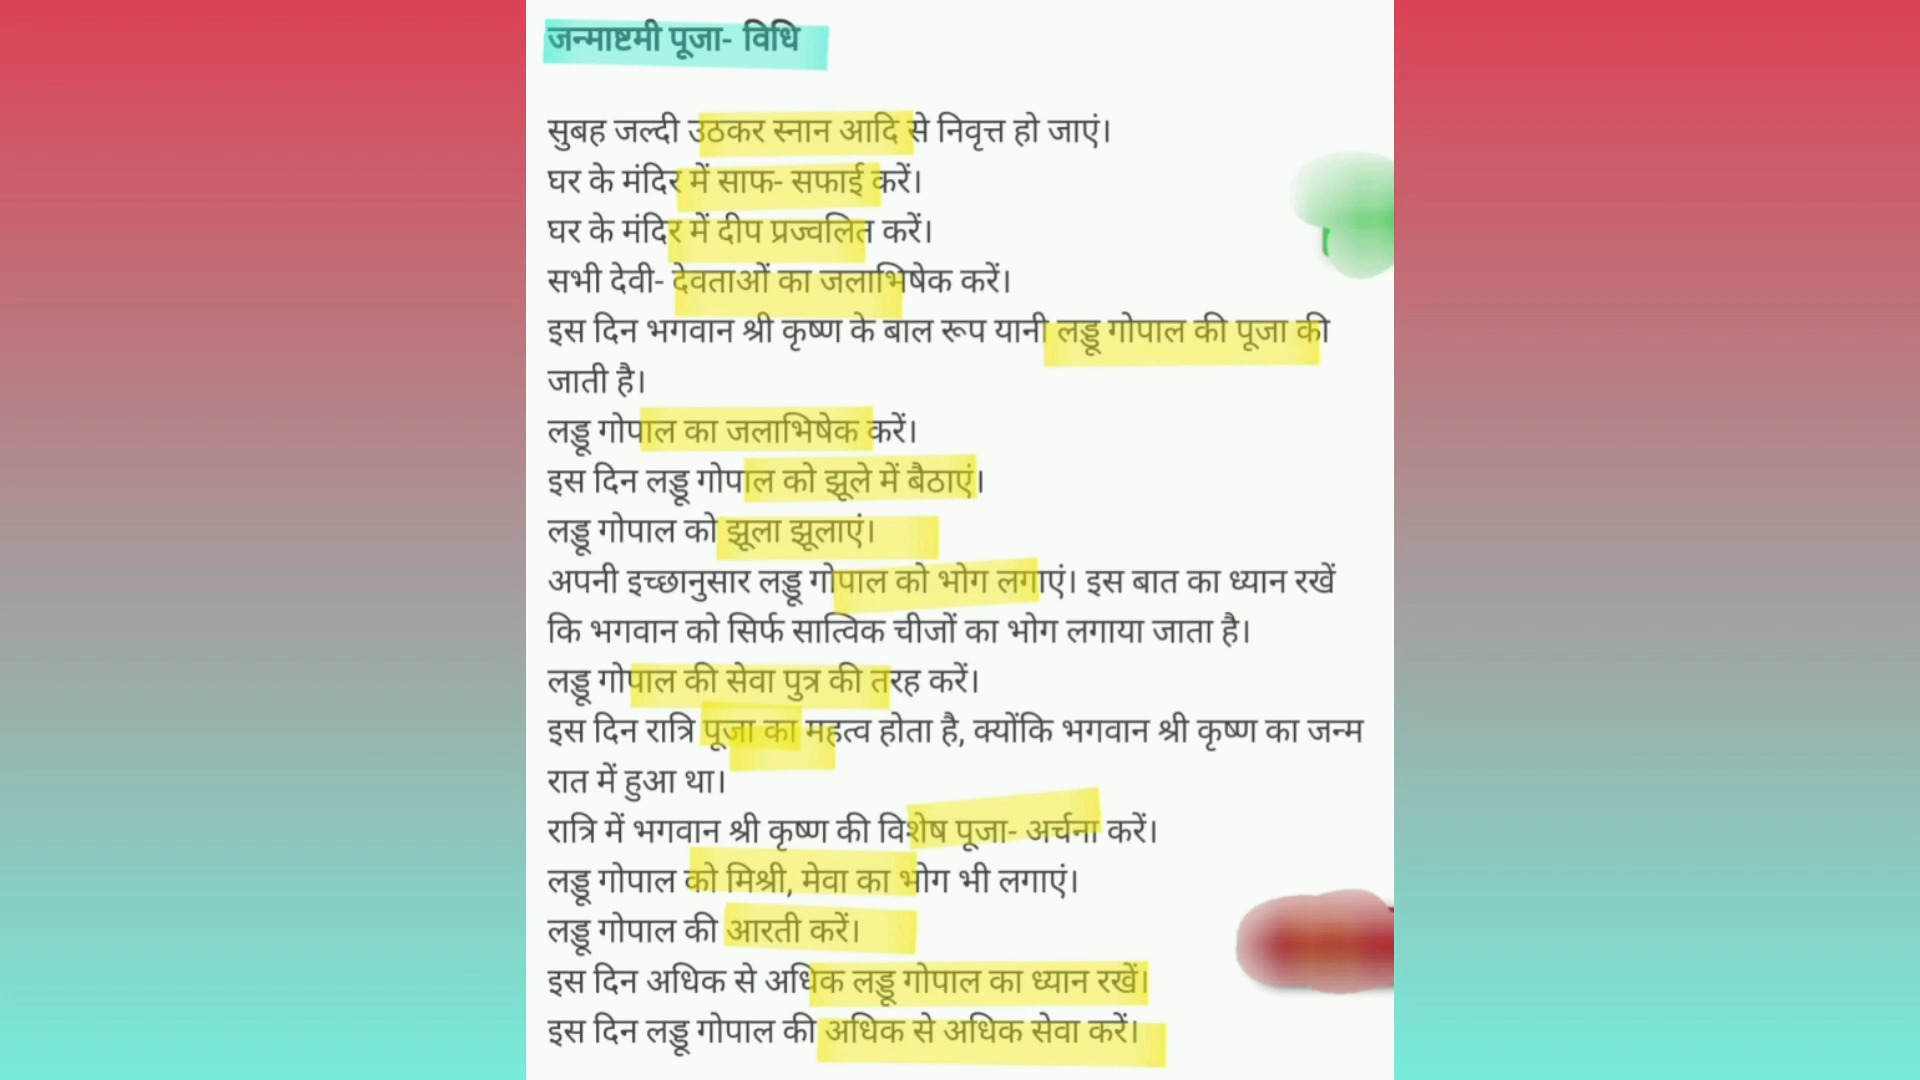 जन्माष्टमी पूजा- विधि
सुबह जल्दी उठकर स्नान आदि से निवृत्त हो जाएं।
घर के मंदिर में साफ- सफाई करें।
घर के मंदिर में दीप प्रज्वलित करें।
सभी देवी- देवताओं का जलाभिषेक करें।
इस दिन भगवान श्री कृष्ण के बाल रूप यानी लड्डू गोपाल की पूजा की
जाती है।
लड्डू गोपाल का जलाभिषेक करें।
इस दिन लड्डू गोपाल को झूले में बैठाएं।
लड्डू गोपाल को झूला झूलाएं।
अपनी इच्छानुसार लड्डू गोपाल को भोग लगाएं। इस बात का ध्यान रखें
कि भगवान को सिर्फ सात्विक चीजों का भोग लगाया जाता है।
लड्डू गोपाल की सेवा पुत्र की तरह करें।
इस दिन रात्रि पूजा का महत्व होता है, क्योंकि भगवान श्री कृष्ण का जन्म
रात में हुआ था।
रात्रि में भगवान श्री कृष्ण की विशेष पूजा- अर्चना करें।
लड्डू गोपाल को मिश्री, मेवा का भोग भी लगाएं।
लड्डू गोपाल की आरती करें।
इस दिन अधिक से अधिक लड्डू गोपाल का ध्यान रखें।
इस दिन लड्डू गोपाल की अधिक से अधिक सेवा करें।